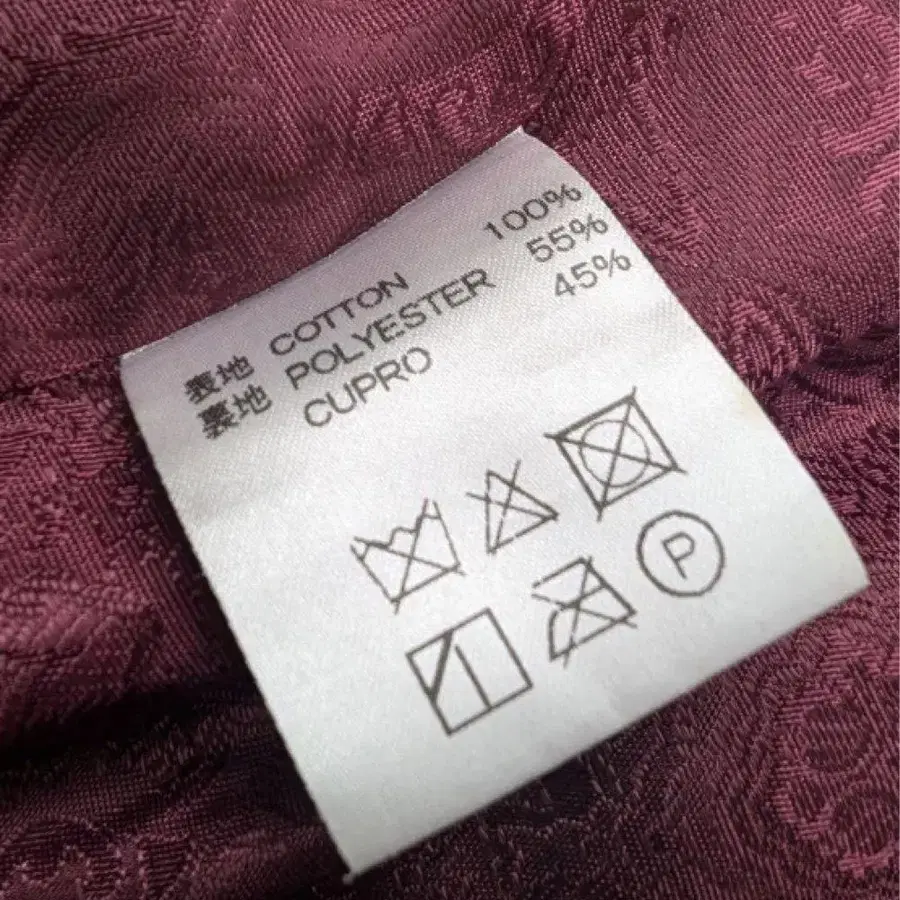 表地 COTTON 100%
裏地 POLYESTER 55%
CUPRO 45%
P